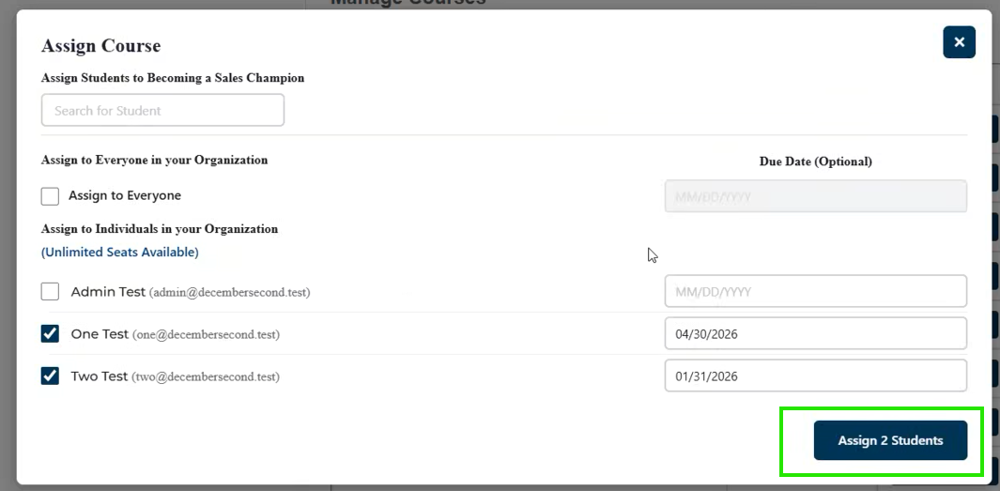 Manage Courses
Assign Course
×
Assign Students to Becoming a Sales Champion
Search for Student
Assign to Everyone in your Organization
Due Date (Optional)
Assign to Everyone
MM/DD/YYYY
Assign to Individuals in your Organization
(Unlimited Seats Available)
Admin Test (admin@decembersecond.test)
MM/DD/YYYY
One Test (one@decembersecond.test)
04/30/2026
Two Test (two@decembersecond.test)
01/31/2026
Assign 2 Students